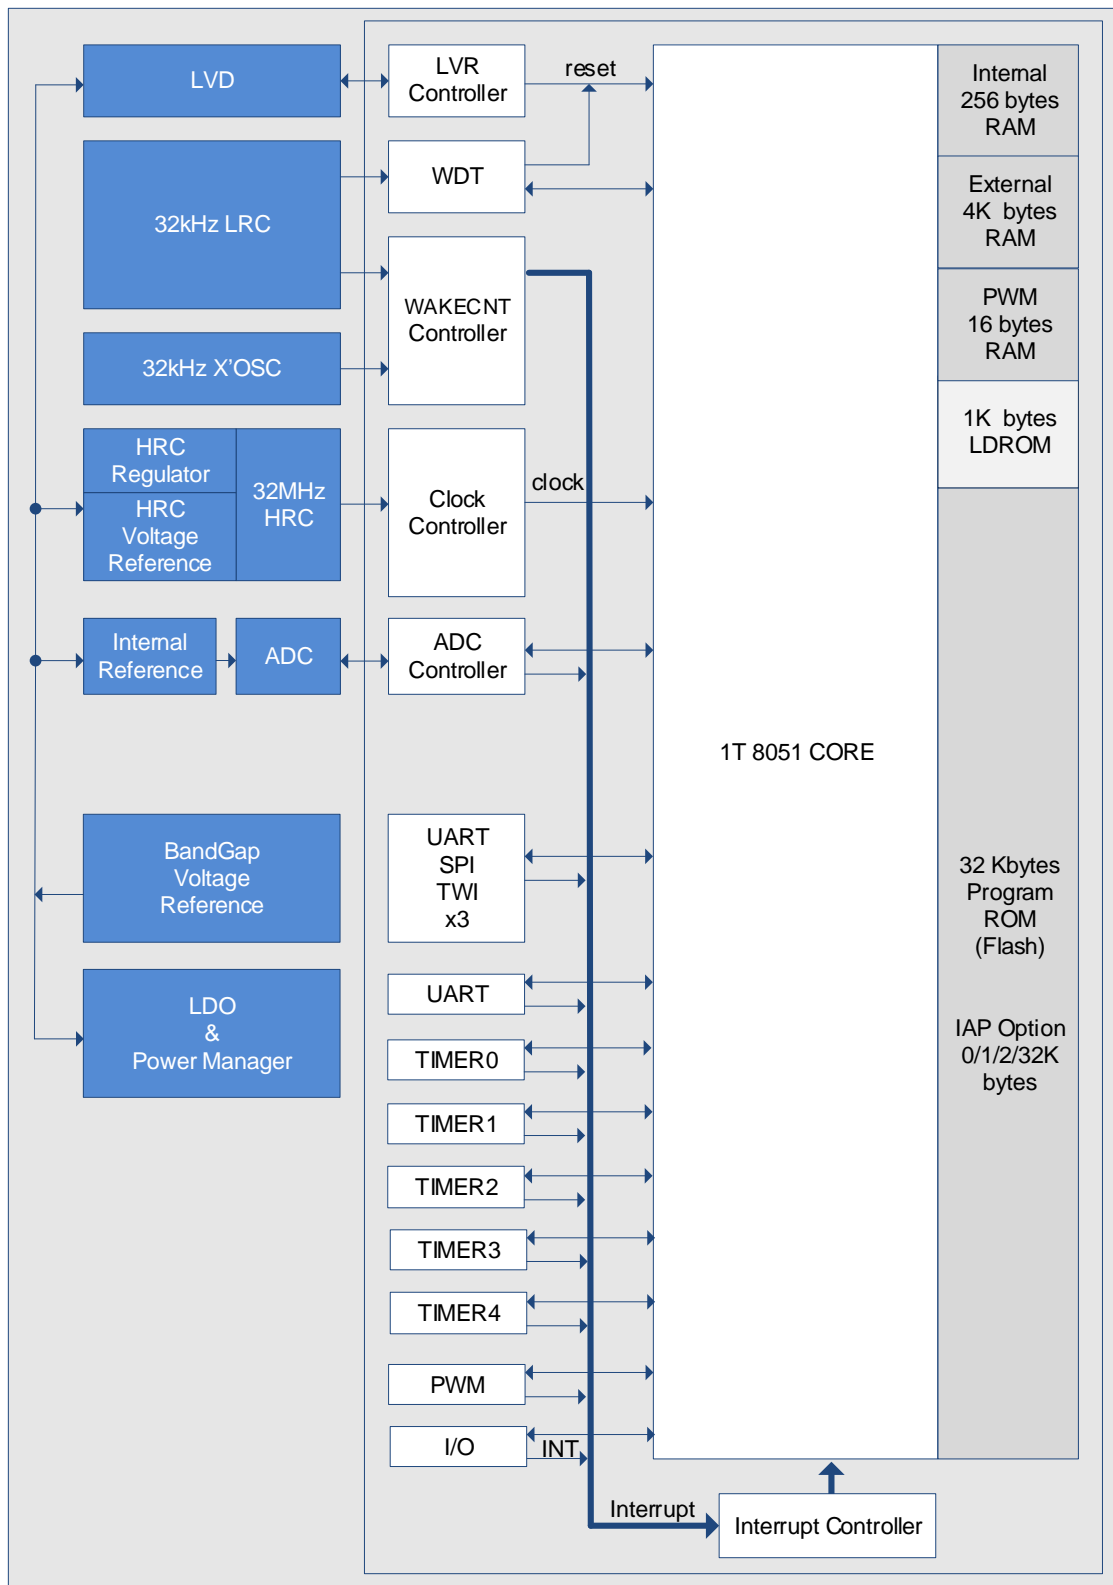 LVD
LVR
Controller
reset
Internal
256 bytes
RAM
32kHz LRC
WDT
External
4K bytes
RAM
WAKECNT
Controller
PWM
16 bytes
RAM
32kHz X'OSC
1K bytes
LDROM
HRC
Regulator
HRC
Voltage
Reference
32MHz
HRC
Clock
Controller
clock
Internal
Reference
ADC
ADC
Controller
1T 8051 CORE
BandGap
Voltage
Reference
UART
SPI
TWI
x3
32 Kbytes
Program
ROM
(Flash)
LDO
&
Power Manager
UART
IAP Option
0/1/2/32K
bytes
TIMER0
TIMER1
TIMER2
TIMER3
TIMER4
PWM
I/O
INT
Interrupt
Interrupt Controller